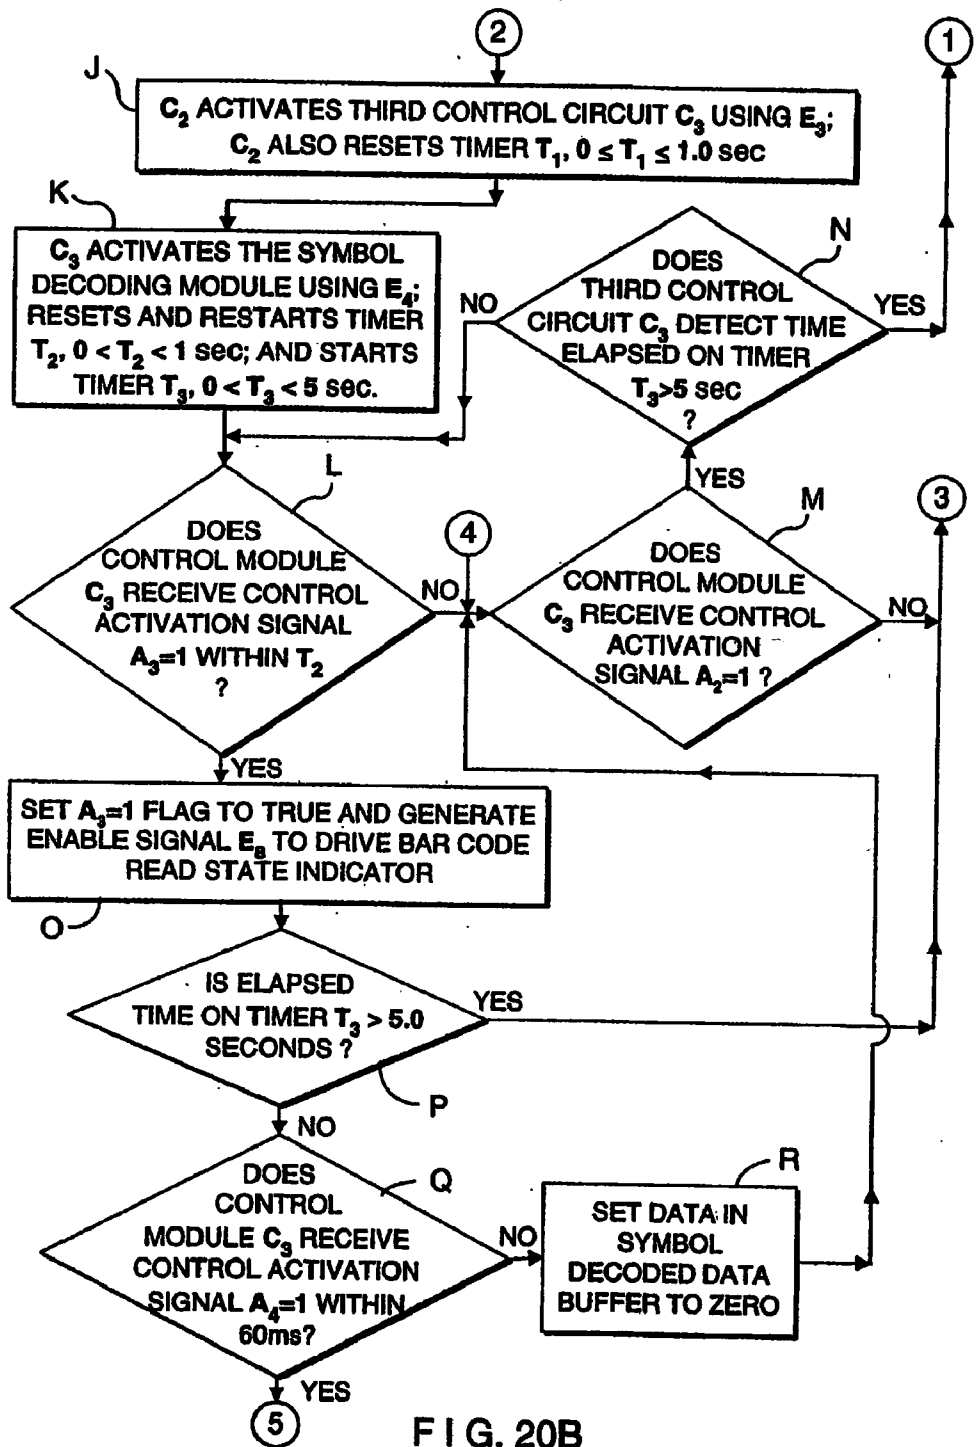 2
1
J
C2 ACTIVATES THIRD CONTROL CIRCUIT C3 USING E3;
C2 ALSO RESETS TIMER T1, 0 ≤ T1 ≤ 1.0 sec
K
C3 ACTIVATES THE SYMBOL
DECODING MODULE USING E4;
RESETS AND RESTARTS TIMER
T2, 0 < T2 < 1 sec; AND STARTS
TIMER T3, 0 < T3 < 5 sec.
N
DOES
THIRD CONTROL
CIRCUIT C3 DETECT TIME
ELAPSED ON TIMER
T3>5 sec
?
NO
YES
L
DOES
CONTROL MODULE
C3 RECEIVE CONTROL
ACTIVATION SIGNAL
A3=1 WITHIN T2
?
NO
YES
4
YES
M
3
DOES
CONTROL MODULE
C3 RECEIVE CONTROL
ACTIVATION
SIGNAL A2=1 ?
NO
SET A3=1 FLAG TO TRUE AND GENERATE
ENABLE SIGNAL E8 TO DRIVE BAR CODE
READ STATE INDICATOR
O
IS ELAPSED
TIME ON TIMER T3 > 5.0
SECONDS ?
YES
P
NO
Q
DOES
CONTROL
MODULE C3 RECEIVE
CONTROL ACTIVATION
SIGNAL A4=1 WITHIN
60ms?
NO
R
SET DATA IN
SYMBOL
DECODED DATA
BUFFER TO ZERO
YES
5
FIG. 20B